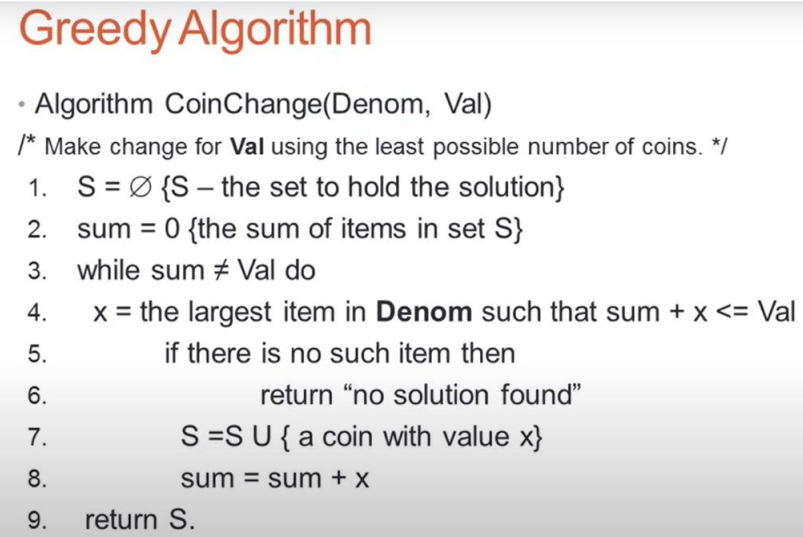 Greedy Algorithm
• Algorithm CoinChange(Denom, Val)
/* Make change for Val using the least possible number of coins. */
1. S = ∅ {S – the set to hold the solution}
2. sum = 0 {the sum of items in set S}
3. while sum ≠ Val do
4. x = the largest item in Denom such that sum + x <= Val
5. if there is no such item then
6. return “no solution found”
7. S =S U { a coin with value x}
8. sum = sum + x
9. return S.